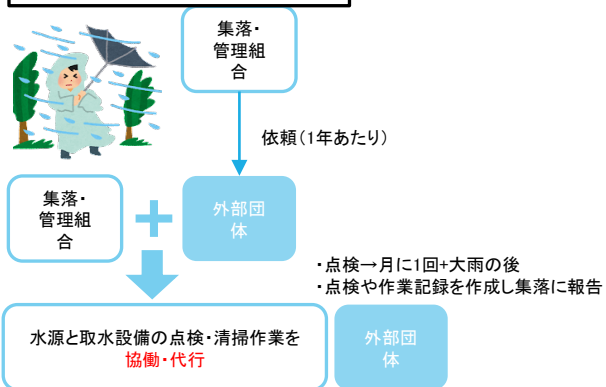 集落・
管理組
合
依頼(1年あたり)
集落・
管理組
合
外部団
体
・点検→月に1回+大雨の後
・点検や作業記録を作成し集落に報告
水源と取水設備の点検・清掃作業を
協働・代行
外部団
体